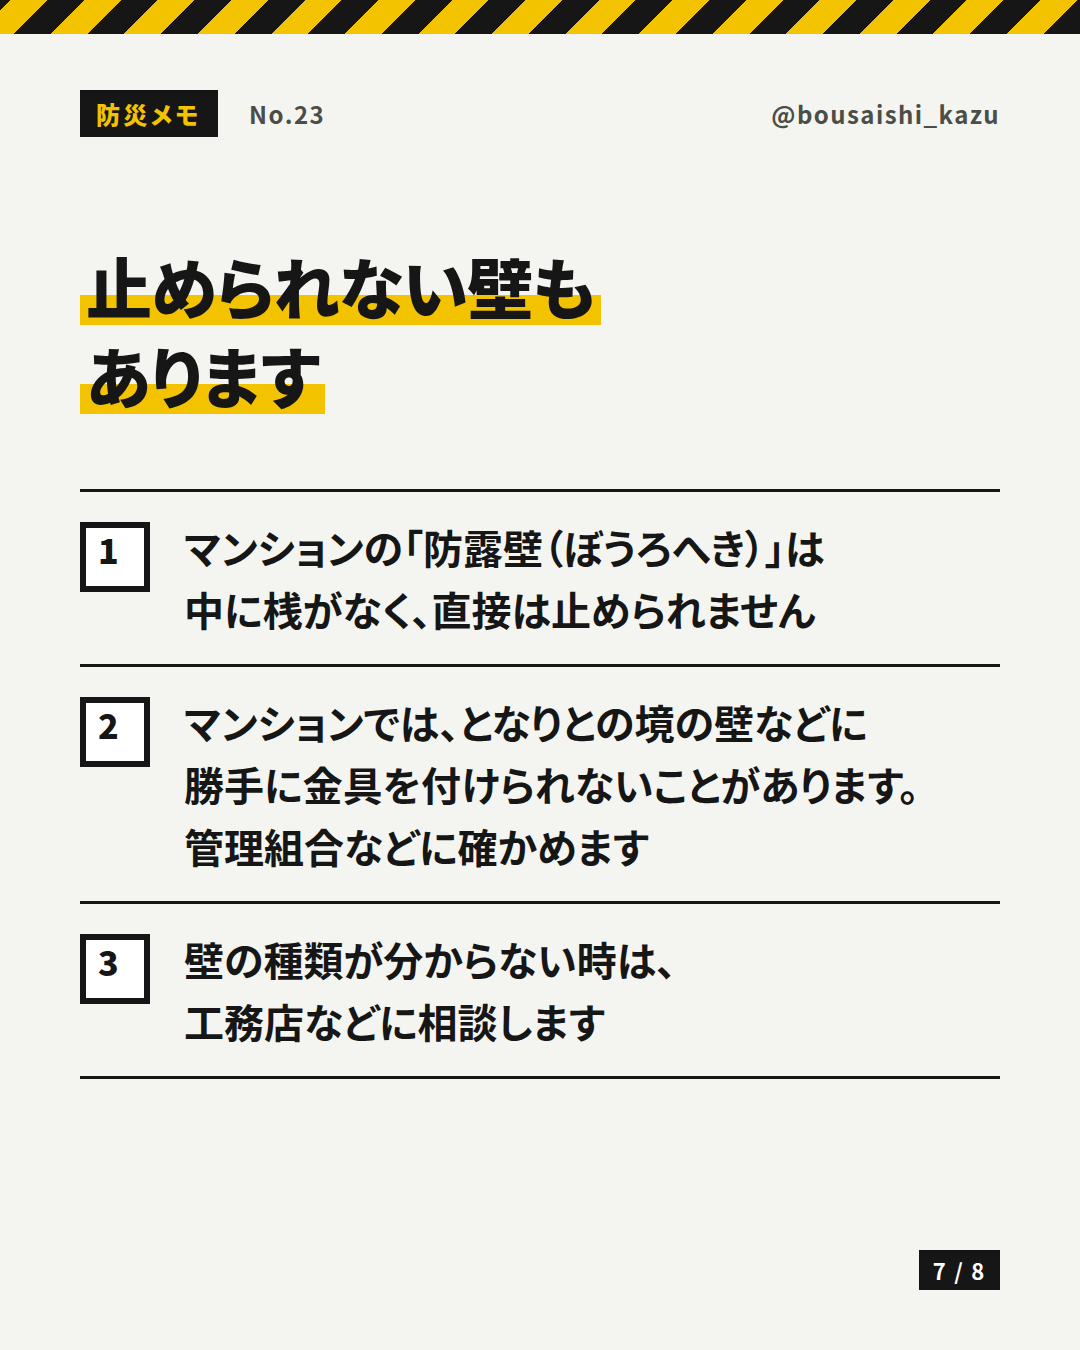 防災メモ No.23 @bousaishi_kazu
止められない壁も
あります
1 マンションの「防露壁（ぼうろへき）」は
中に桟がなく、直接は止められません
2 マンションでは、となりとの境の壁などに
勝手に金具を付けられないことがあります。
管理組合などに確かめます
3 壁の種類が分からない時は、
工務店などに相談します
7 / 8